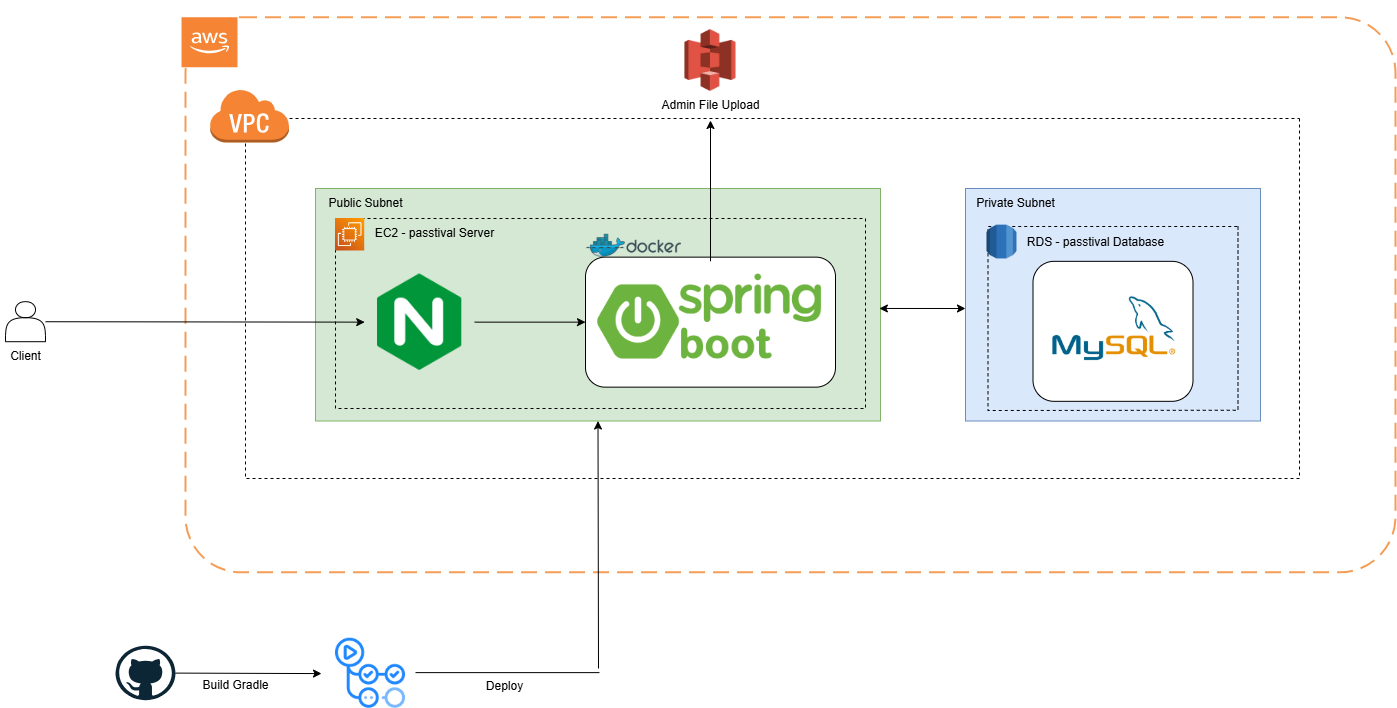 aws
Admin File Upload
VPC
Public Subnet
Private Subnet
EC2 - passtival Server
RDS - passtival Database
docker
N
spring
boot
MySQL®
Client
Build Gradle
Deploy